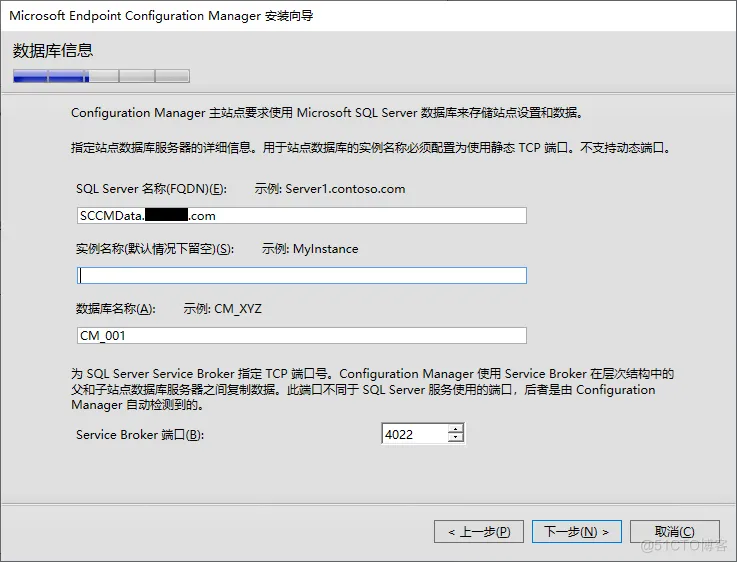 Microsoft Endpoint Configuration Manager 安装向导
数据库信息
Configuration Manager 主站点要求使用 Microsoft SQL Server 数据库来存储站点设置和数据。
指定站点数据库服务器的详细信息。用于站点数据库的实例名称必须配置为使用静态 TCP 端口。不支持动态端口。
SQL Server 名称(FQDN)(E): 示例: Server1.contoso.com
SCCMData. .com
实例名称(默认情况下留空)(S): 示例: MyInstance
数据库名称(A): 示例: CM_XYZ
CM_001
为 SQL Server Service Broker 指定 TCP 端口号。Configuration Manager 使用 Service Broker 在层次结构中的
父和子站点数据库服务器之间复制数据。此端口不同于 SQL Server 服务使用的端口，后者是由 Configuration
Manager 自动检测到的。
Service Broker 端口(B): 4022
< 上一步(P) 下一步(N) > 取消(C)
@51CTO博客